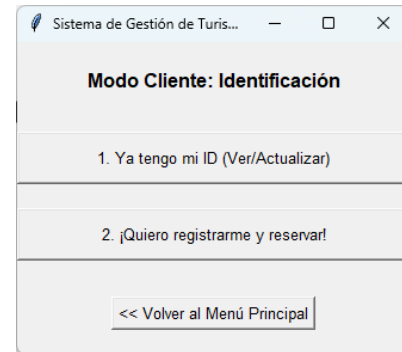 Sistema de Gestión de Turis...
Modo Cliente: Identificación
1. Ya tengo mi ID (Ver/Actualizar)
2. ¡Quiero registrarme y reservar!
<< Volver al Menú Principal